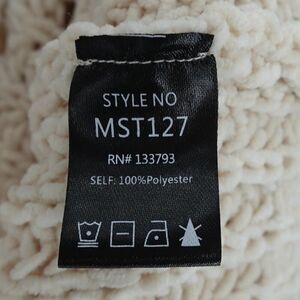 STYLE NO
MST127
RN# 133793
SELF: 100%Polyester